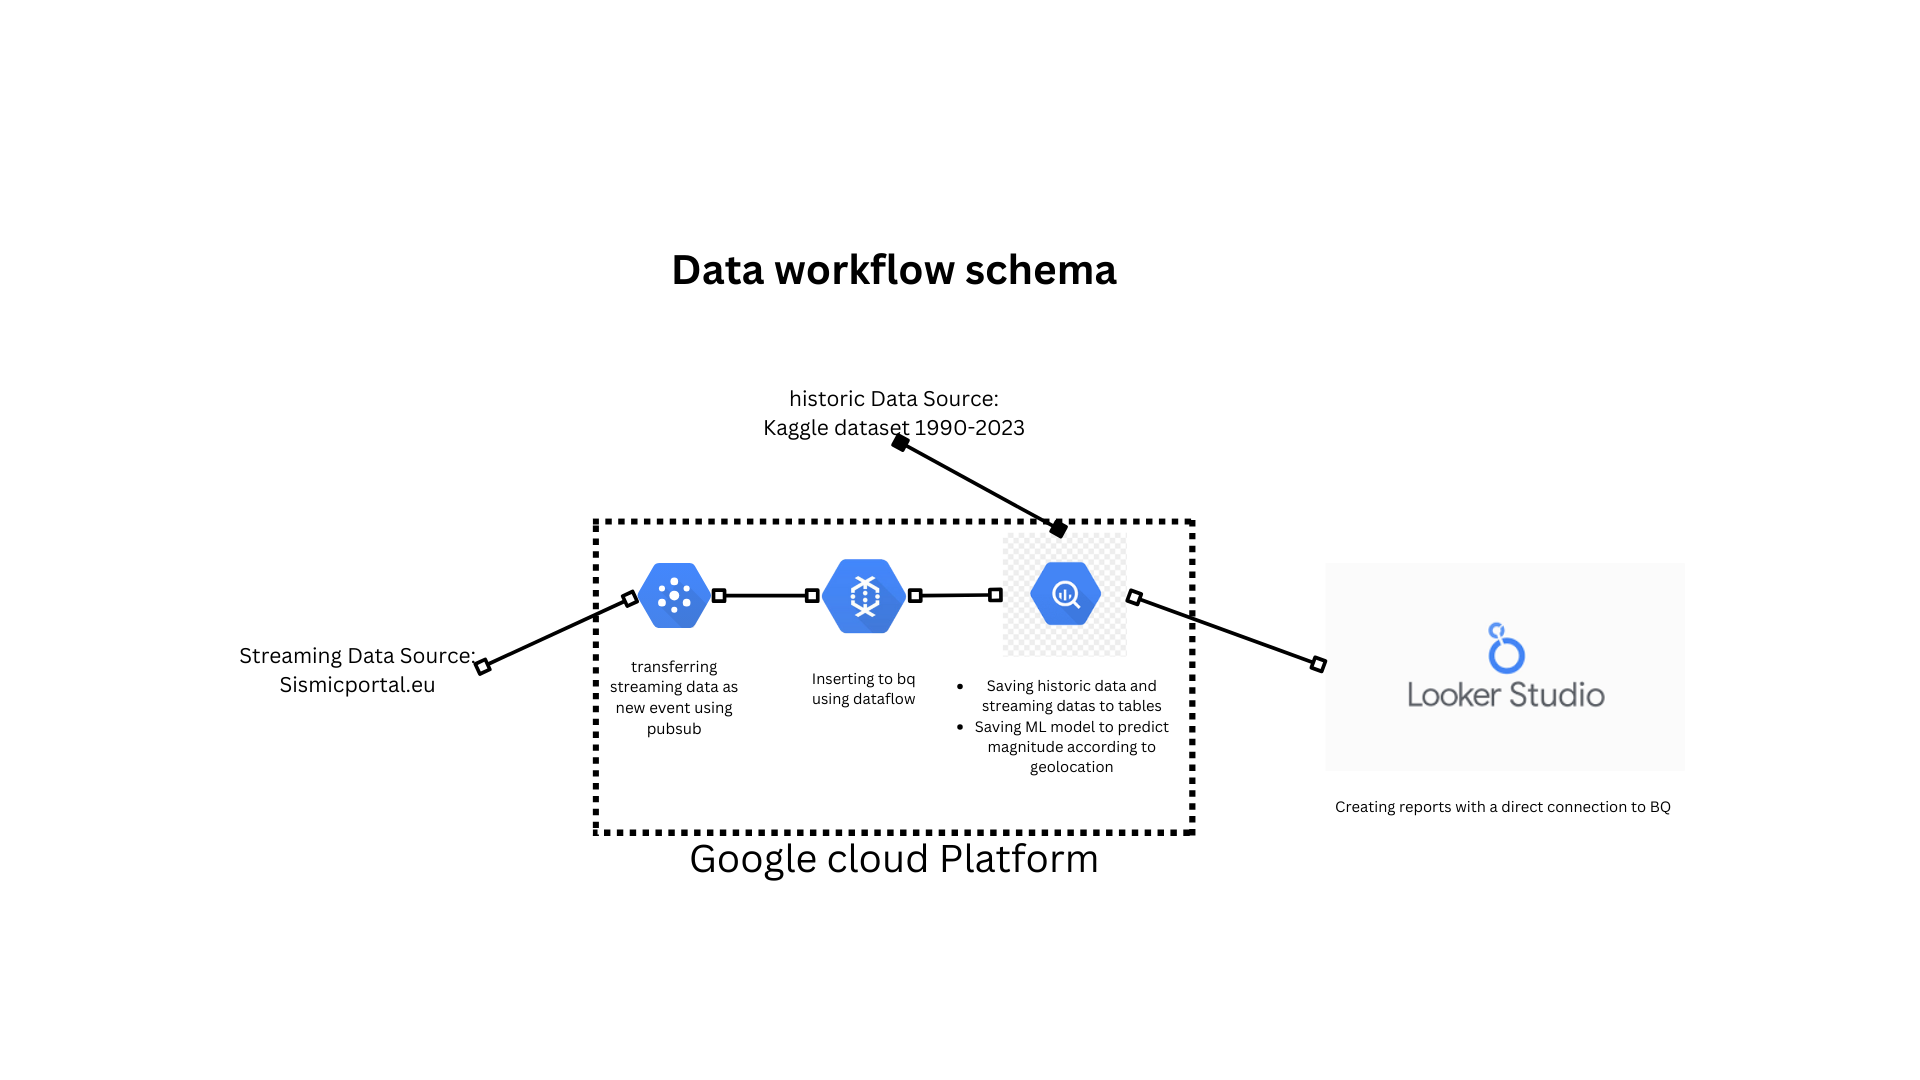 Data workflow schema
historic Data Source:
Kaggle dataset 1990-2023
Streaming Data Source:
Sismicportal.eu
transferring
streaming data as
new event using
pubsub
Inserting to bq
using dataflow
• Saving historic data and
streaming datas to tables
• Saving ML model to predict
magnitude according to
geolocation
Looker Studio
Creating reports with a direct connection to BQ
Google cloud Platform